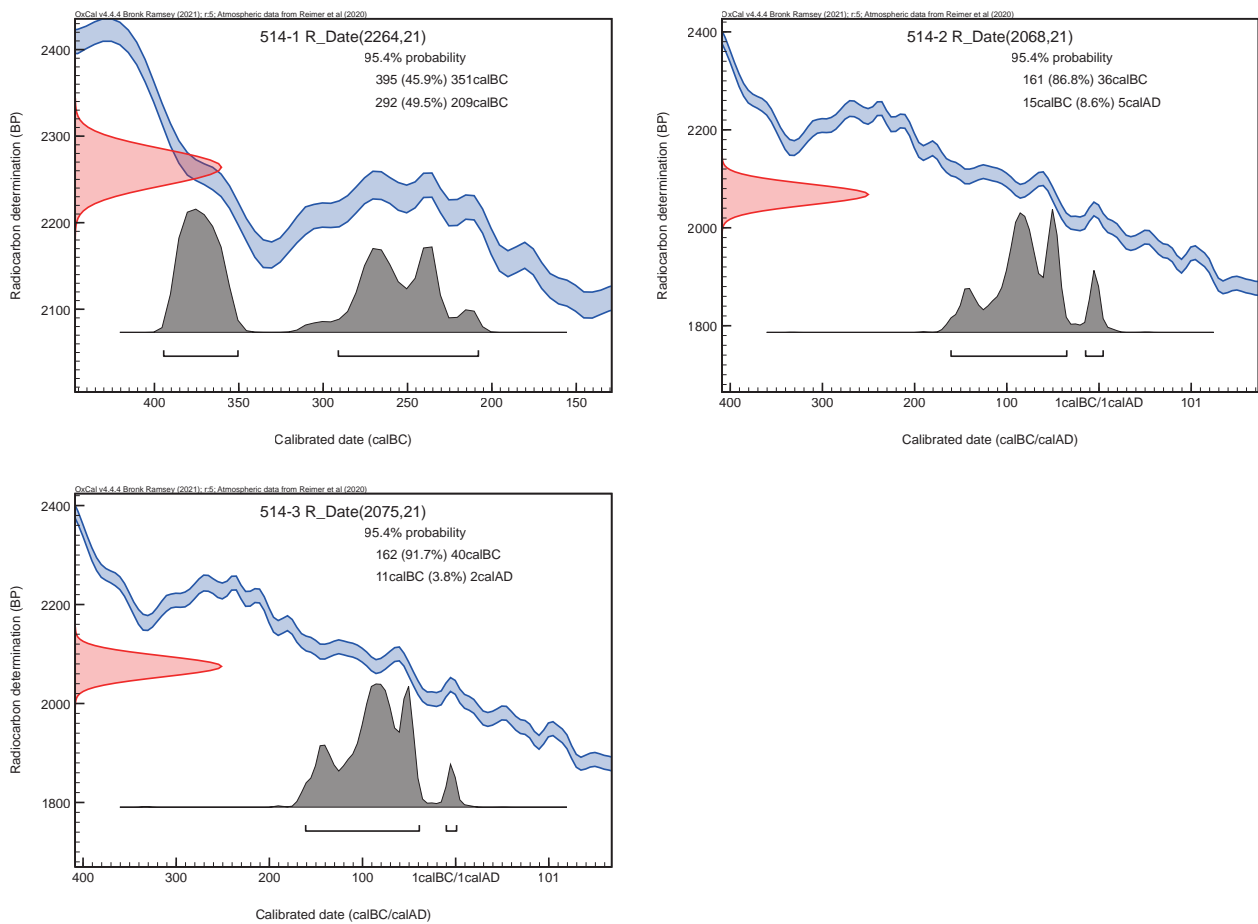 OxCal v4.4.4 Bronk Ramsey (2021); r:5; Atmospheric data from Reimer et al (2020)
514-1 R_Date(2264,21)
95.4% probability
395 (45.9%) 351calBC
292 (49.5%) 209calBC
Radiocarbon determination (BP)
2400
2300
2200
2100
400 350 300 250 200 150
Calibrated date (calBC)
OxCal v4.4.4 Bronk Ramsey (2021); r:5; Atmospheric data from Reimer et al (2020)
514-2 R_Date(2068,21)
95.4% probability
161 (86.8%) 36calBC
15calBC (8.6%) 5calAD
Radiocarbon determination (BP)
2400
2200
2000
1800
400 300 200 100 1calBC/1calAD 101
Calibrated date (calBC/calAD)
OxCal v4.4.4 Bronk Ramsey (2021); r:5; Atmospheric data from Reimer et al (2020)
514-3 R_Date(2075,21)
95.4% probability
162 (91.7%) 40calBC
11calBC (3.8%) 2calAD
Radiocarbon determination (BP)
2400
2200
2000
1800
400 300 200 100 1calBC/1calAD 101
Calibrated date (calBC/calAD)